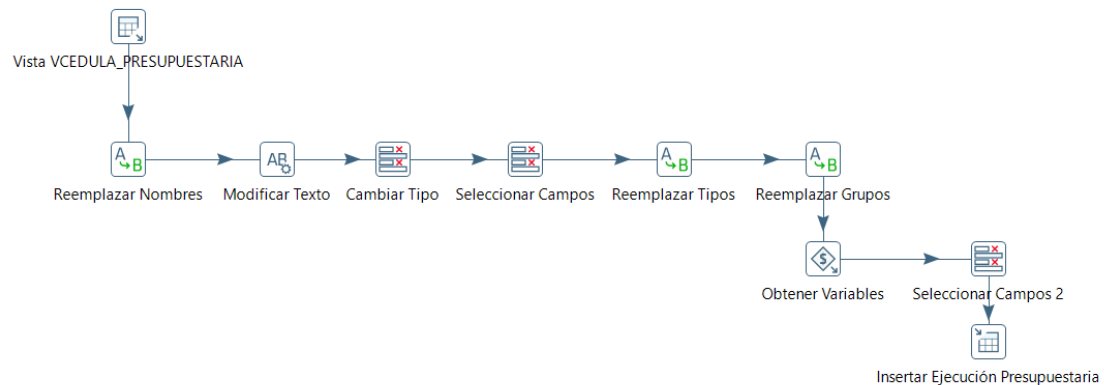 Vista VCEDULA_PRESUPUESTARIA
A B
AB
A B
A B
Reemplazar Nombres
Modificar Texto
Cambiar Tipo
Seleccionar Campos
Reemplazar Tipos
Reemplazar Grupos
$
Obtener Variables
Seleccionar Campos 2
Insertar Ejecución Presupuestaria